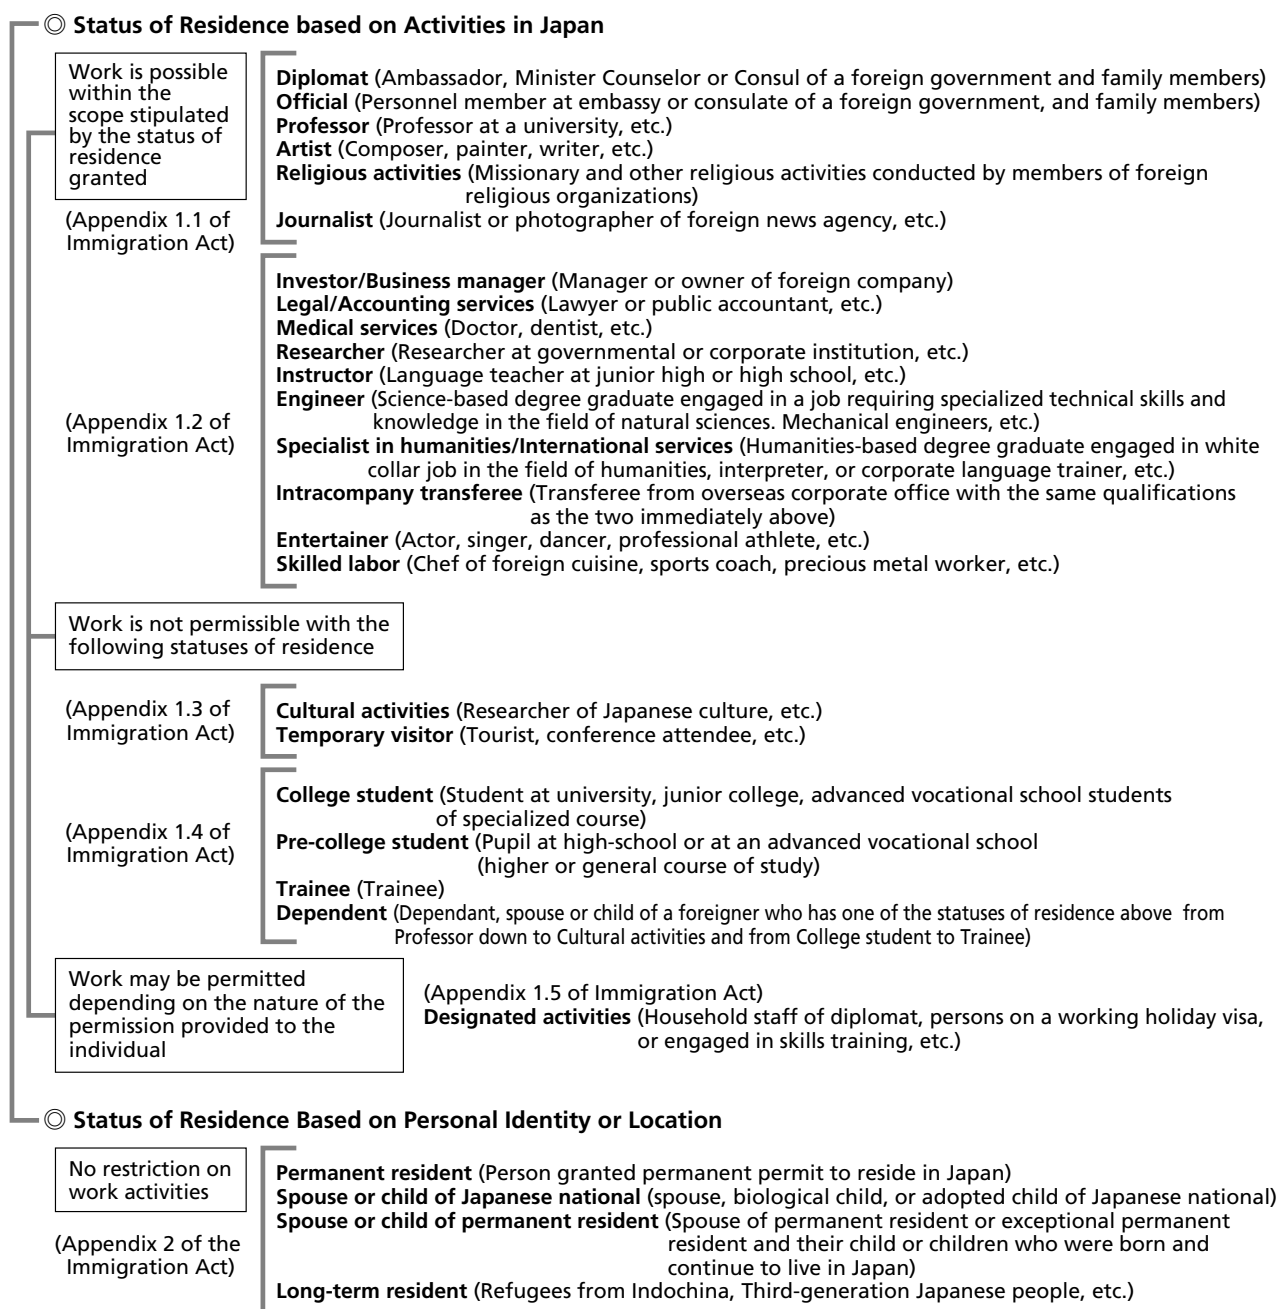 ◎ Status of Residence based on Activities in Japan
Work is possible
within the
scope stipulated
by the status of
residence
granted
(Appendix 1.1 of
Immigration Act)
Diplomat (Ambassador, Minister Counselor or Consul of a foreign government and family members)
Official (Personnel member at embassy or consulate of a foreign government, and family members)
Professor (Professor at a university, etc.)
Artist (Composer, painter, writer, etc.)
Religious activities (Missionary and other religious activities conducted by members of foreign
religious organizations)
Journalist (Journalist or photographer of foreign news agency, etc.)
(Appendix 1.2 of
Immigration Act)
Investor/Business manager (Manager or owner of foreign company)
Legal/Accounting services (Lawyer or public accountant, etc.)
Medical services (Doctor, dentist, etc.)
Researcher (Researcher at governmental or corporate institution, etc.)
Instructor (Language teacher at junior high or high school, etc.)
Engineer (Science-based degree graduate engaged in a job requiring specialized technical skills and
knowledge in the field of natural sciences. Mechanical engineers, etc.)
Specialist in humanities/International services (Humanities-based degree graduate engaged in white
collar job in the field of humanities, interpreter, or corporate language trainer, etc.)
Intracompany transferee (Transferee from overseas corporate office with the same qualifications
as the two immediately above)
Entertainer (Actor, singer, dancer, professional athlete, etc.)
Skilled labor (Chef of foreign cuisine, sports coach, precious metal worker, etc.)
Work is not permissible with the
following statuses of residence
(Appendix 1.3 of
Immigration Act)
Cultural activities (Researcher of Japanese culture, etc.)
Temporary visitor (Tourist, conference attendee, etc.)
(Appendix 1.4 of
Immigration Act)
College student (Student at university, junior college, advanced vocational school students
of specialized course)
Pre-college student (Pupil at high-school or at an advanced vocational school
(higher or general course of study)
Trainee (Trainee)
Dependent (Dependant, spouse or child of a foreigner who has one of the statuses of residence above from
Professor down to Cultural activities and from College student to Trainee)
Work may be permitted
depending on the nature of the
permission provided to the
individual
(Appendix 1.5 of Immigration Act)
Designated activities (Household staff of diplomat, persons on a working holiday visa,
or engaged in skills training, etc.)
◎ Status of Residence Based on Personal Identity or Location
No restriction on
work activities
(Appendix 2 of the
Immigration Act)
Permanent resident (Person granted permanent permit to reside in Japan)
Spouse or child of Japanese national (spouse, biological child, or adopted child of Japanese national)
Spouse or child of permanent resident (Spouse of permanent resident or exceptional permanent
resident and their child or children who were born and
continue to live in Japan)
Long-term resident (Refugees from Indochina, Third-generation Japanese people, etc.)